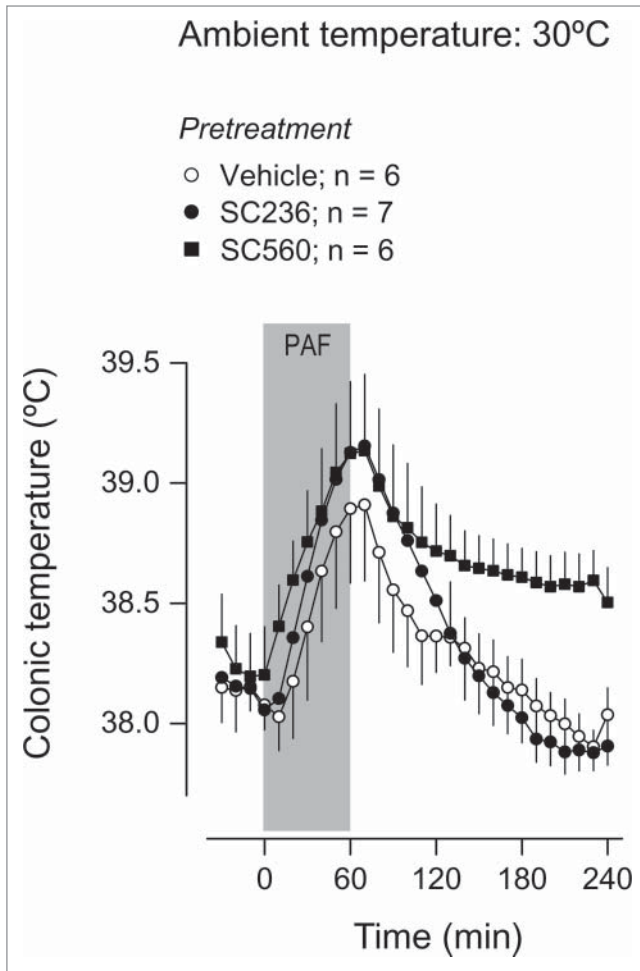 Ambient temperature: 30ºC
Pretreatment
Vehicle; n = 6
SC236; n = 7
SC560; n = 6
PAF
39.5
39.0
38.5
38.0
Colonic temperature (ºC)
0 60 120 180 240
Time (min)